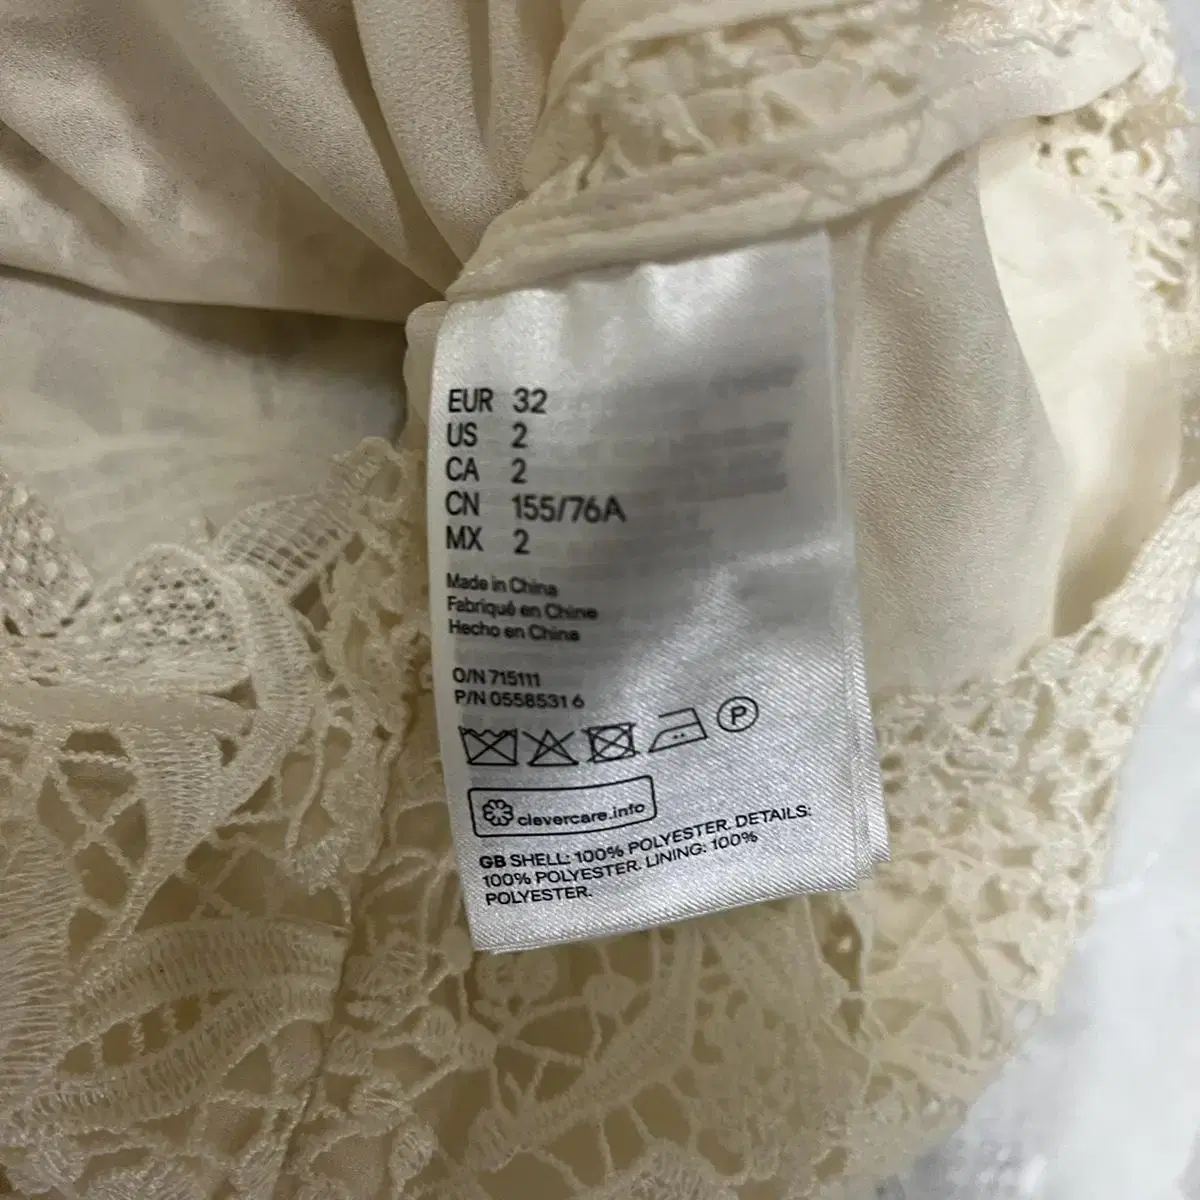 EUR 32
US 2
CA 2
CN 155/76A
MX 2
Made in China
Fabriqué en Chine
Hecho en China
O/N 715111
P/N 0558531 6
P
clevercare.info
GB SHELL: 100% POLYESTER. DETAILS:
100% POLYESTER. LINING: 100%
POLYESTER.